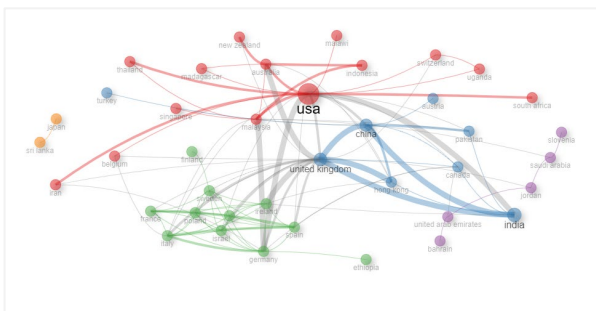 new zealand
malawi
switzerland
thailand
madagascar
australia
indonesia
uganda
turkey
usa
austria
south africa
singapore
malaysia
china
pakistan
slovenia
japan
sri lanka
finland
belgium
united kingdom
saudi arabia
canada
iran
hong kong
jordan
ireland
france
poland
united arab emirates
india
italy
israel
spain
bahrain
germany
ethiopia